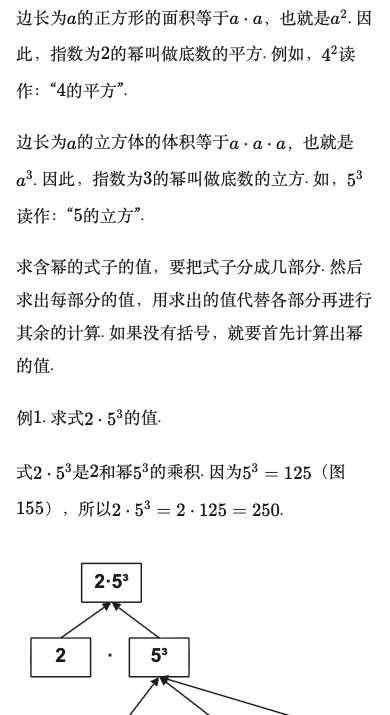 边长为a的正方形的面积等于a · a，也就是a². 因
此，指数为2的幂叫做底数的平方. 例如，4²读
作：“4的平方”.
边长为a的立方体的体积等于a · a · a，也就是
a³. 因此，指数为3的幂叫做底数的立方. 如，5³
读作：“5的立方”.
求含幂的式子的值，要把式子分成几部分. 然后
求出每部分的值，用求出的值代替各部分再进行
其余的计算. 如果没有括号，就要首先计算出幂
的值.
例1. 求式2 · 5³的值.
式2 · 5³是2和幂5³的乘积. 因为5³ = 125（图
155），所以2 · 5³ = 2 · 125 = 250.
2·5³
2 · 5³